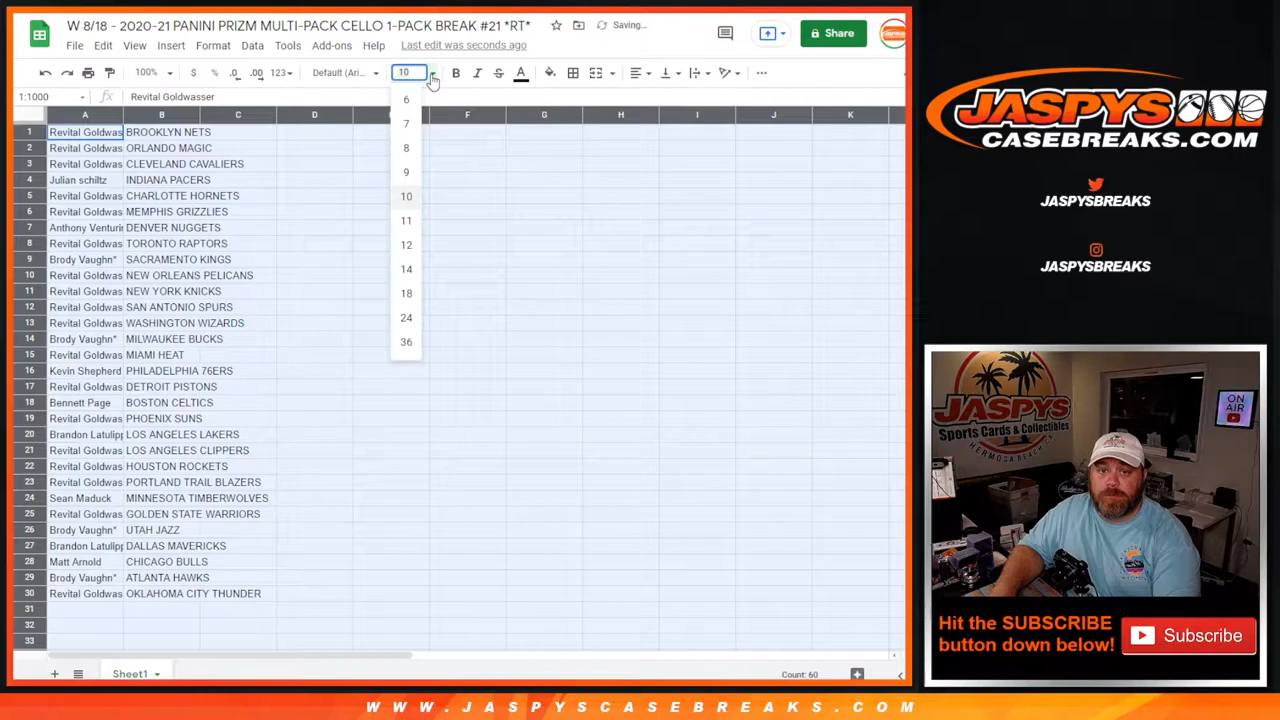 W 8/18 - 2020-21 PANINI PRIZM MULTI-PACK CELLO 1-PACK BREAK #21 *RT*
Saving...
File Edit View Insert Format Data Tools Add-ons Help Last edit was seconds ago
Share
100% $ % .0 .00 123 Default (Ari... 10 B I S A
1:1000 fx Revital Goldwasser
A B C D F G H I J K
1 Revital Goldwas BROOKLYN NETS
2 Revital Goldwas ORLANDO MAGIC
3 Revital Goldwas CLEVELAND CAVALIERS
4 Julian schiltz INDIANA PACERS
5 Revital Goldwas CHARLOTTE HORNETS
6 Revital Goldwas MEMPHIS GRIZZLIES
7 Anthony Venturin DENVER NUGGETS
8 Revital Goldwas TORONTO RAPTORS
9 Brody Vaughn" SACRAMENTO KINGS
10 Revital Goldwas NEW ORLEANS PELICANS
11 Revital Goldwas NEW YORK KNICKS
12 Revital Goldwas SAN ANTONIO SPURS
13 Revital Goldwas WASHINGTON WIZARDS
14 Brody Vaughn" MILWAUKEE BUCKS
15 Revital Goldwas MIAMI HEAT
16 Kevin Shepherd PHILADELPHIA 76ERS
17 Revital Goldwas DETROIT PISTONS
18 Bennett Page BOSTON CELTICS
19 Revital Goldwas PHOENIX SUNS
20 Brandon Latulipp LOS ANGELES LAKERS
21 Revital Goldwas LOS ANGELES CLIPPERS
22 Revital Goldwas HOUSTON ROCKETS
23 Revital Goldwas PORTLAND TRAIL BLAZERS
24 Sean Maduck MINNESOTA TIMBERWOLVES
25 Revital Goldwas GOLDEN STATE WARRIORS
26 Brody Vaughn" UTAH JAZZ
27 Brandon Latulipp DALLAS MAVERICKS
28 Matt Arnold CHICAGO BULLS
29 Brody Vaughn" ATLANTA HAWKS
30 Revital Goldwas OKLAHOMA CITY THUNDER
31
32
33
6
7
8
9
10
11
12
14
18
24
36
Sheet1
Count: 60
JASPYS
CASEBREAKS.COM
JASPYSBREAKS
JASPYSBREAKS
JASPYS
Sports Cards & Collectibles
HERMOSA BEACH, CA
ON AIR
Hit the SUBSCRIBE
button down below!
Subscribe
WWW.JASPYSCASEBREAKS.COM